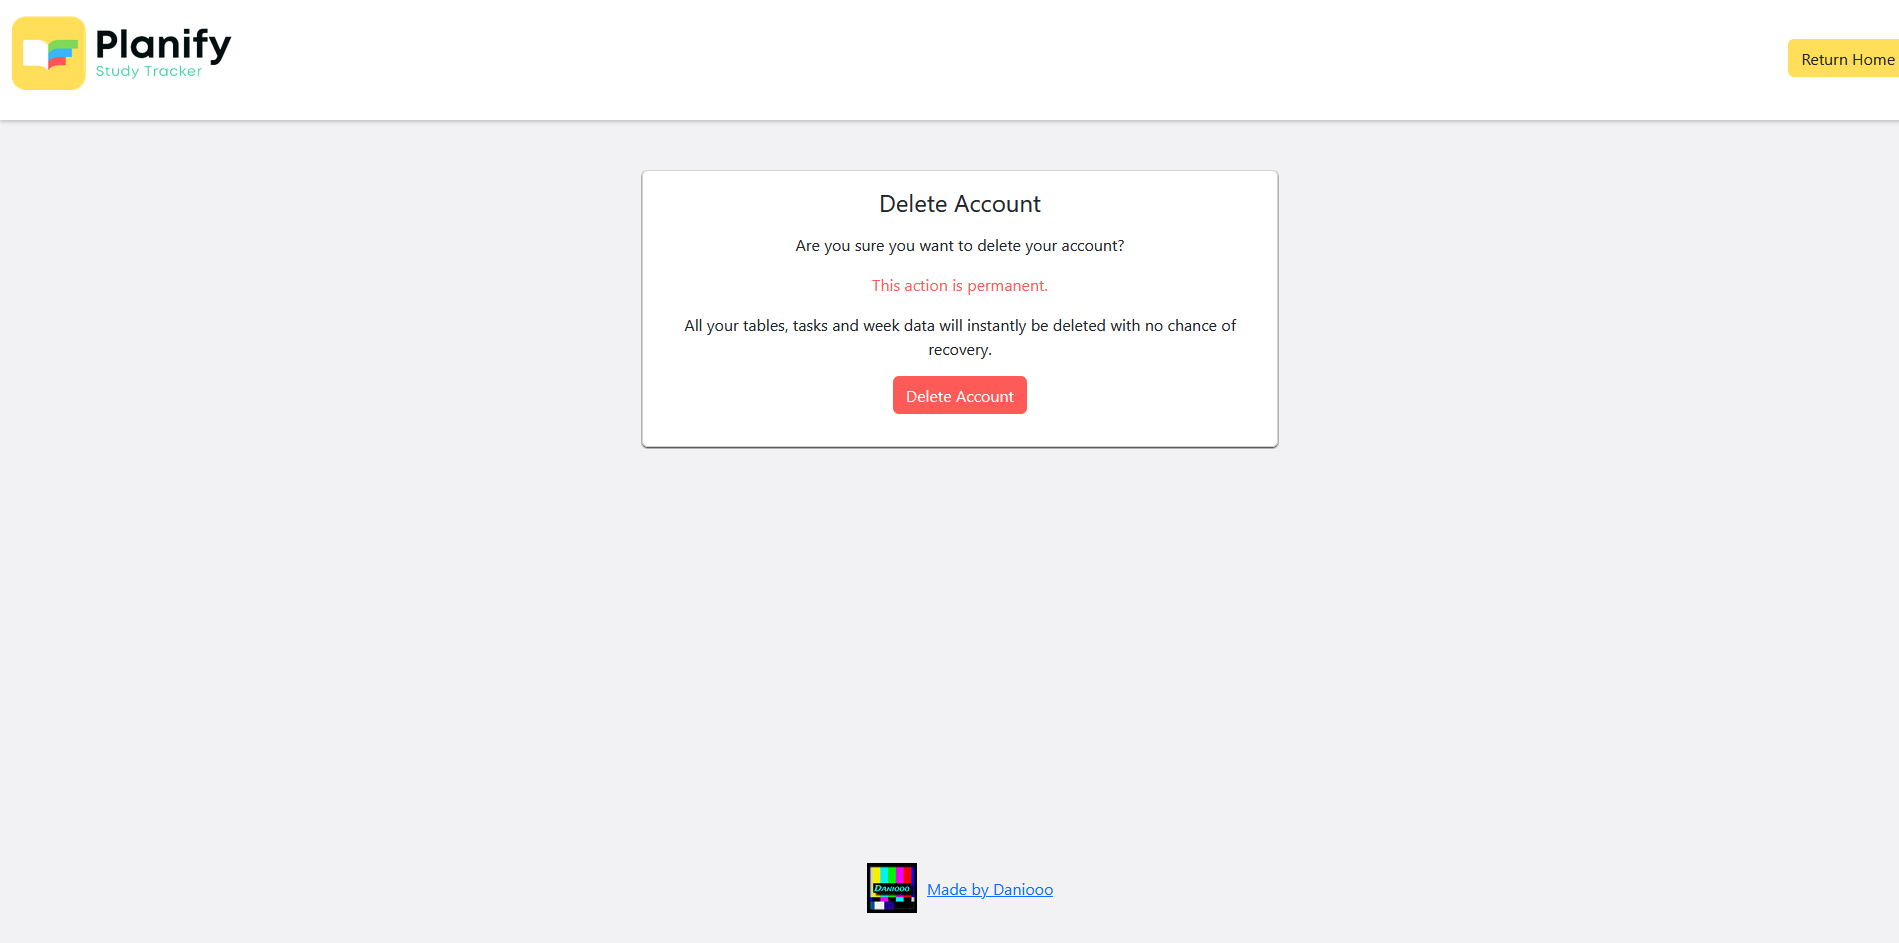 Planify
Study Tracker
Return Home
Delete Account
Are you sure you want to delete your account?
This action is permanent.
All your tables, tasks and week data will instantly be deleted with no chance of
recovery.
Delete Account
DANIOOO
Made by Daniooo